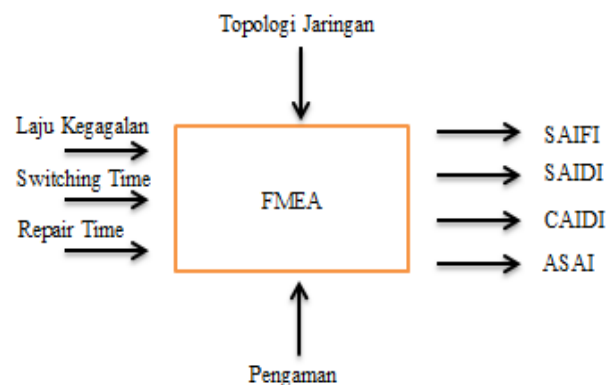 Topologi Jaringan
Laju Kegagalan
Switching Time
Repair Time
FMEA
SAIFI
SAIDI
CAIDI
ASAI
Pengaman